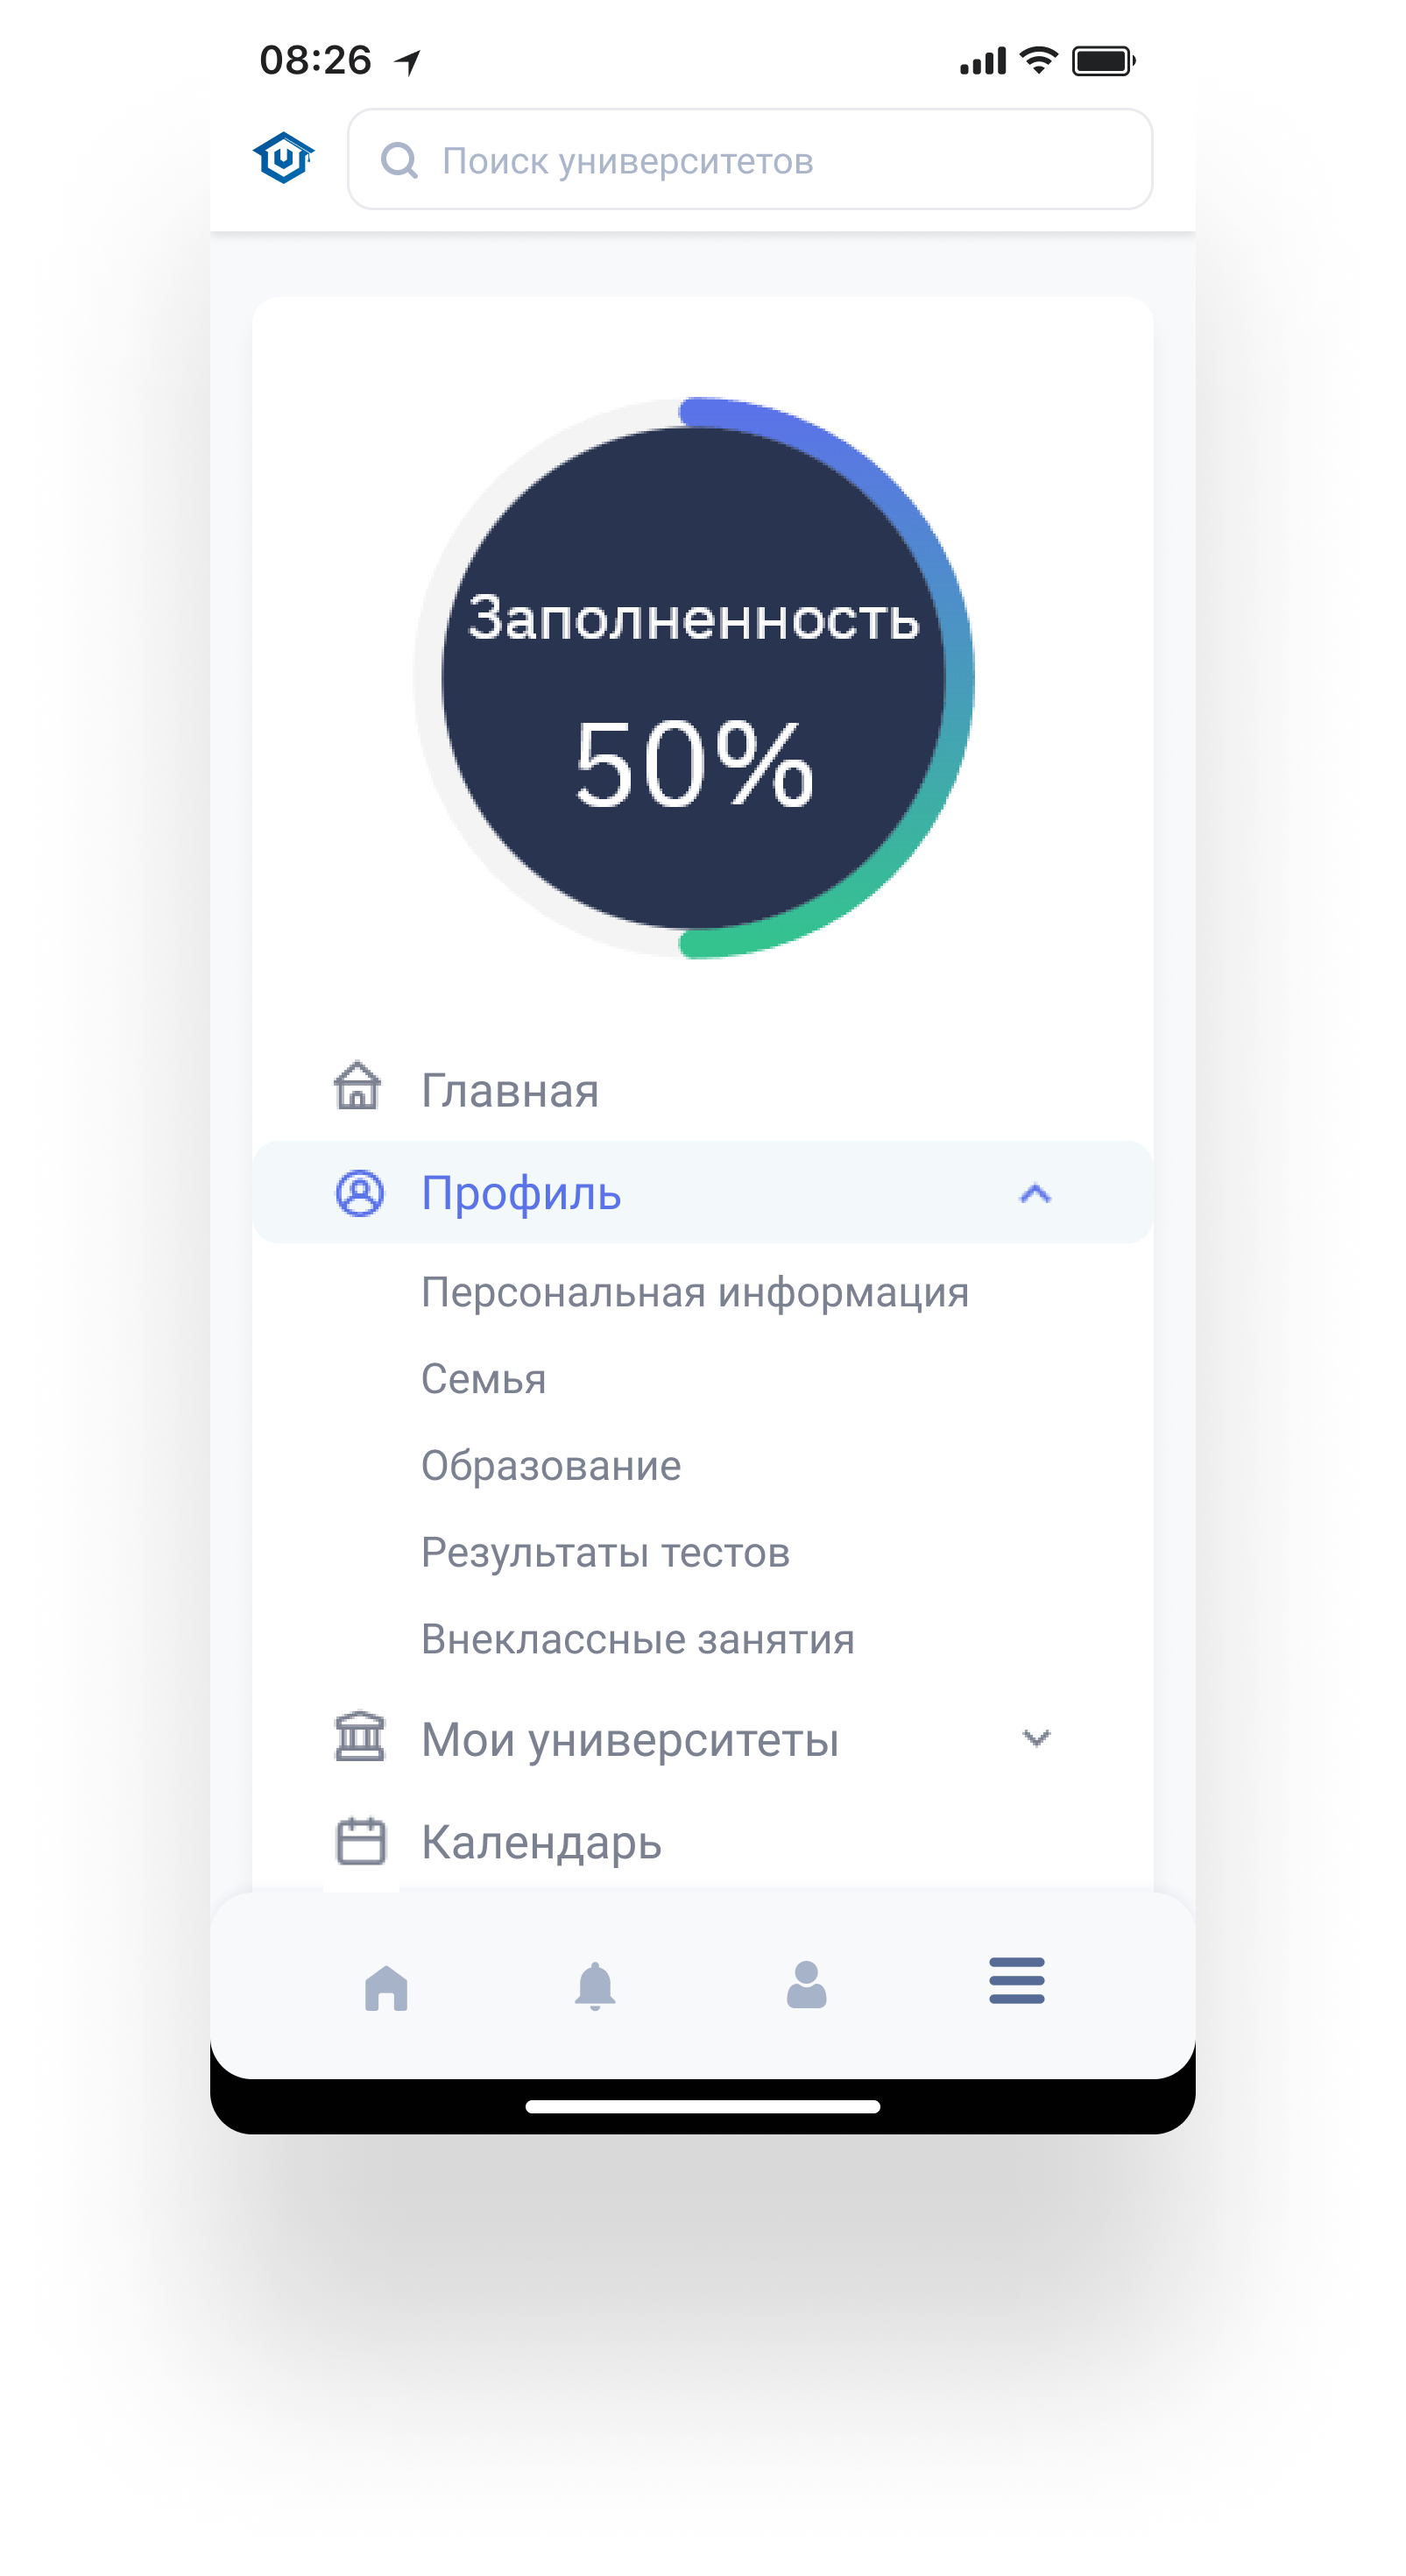 08:26
Поиск университетов
Заполненность
50%
Главная
Профиль
Персональная информация
Семья
Образование
Результаты тестов
Внеклассные занятия
Мои университеты
Календарь